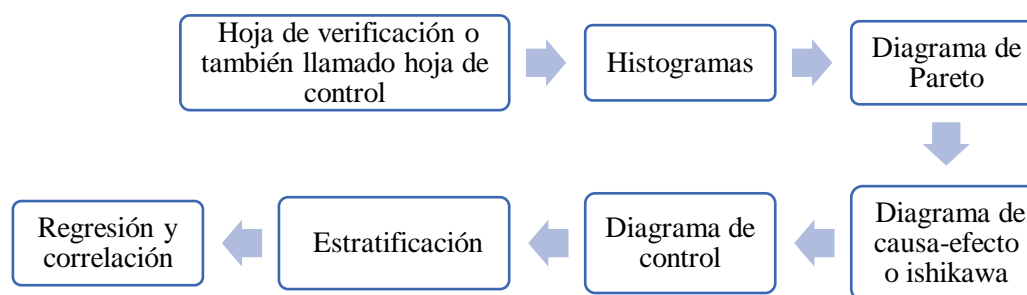 Hoja de verificación o
también llamado hoja de
control
Histogramas
Diagrama de
Pareto
Diagrama de
causa-efecto
o ishikawa
Diagrama de
control
Estratificación
Regresión y
correlación